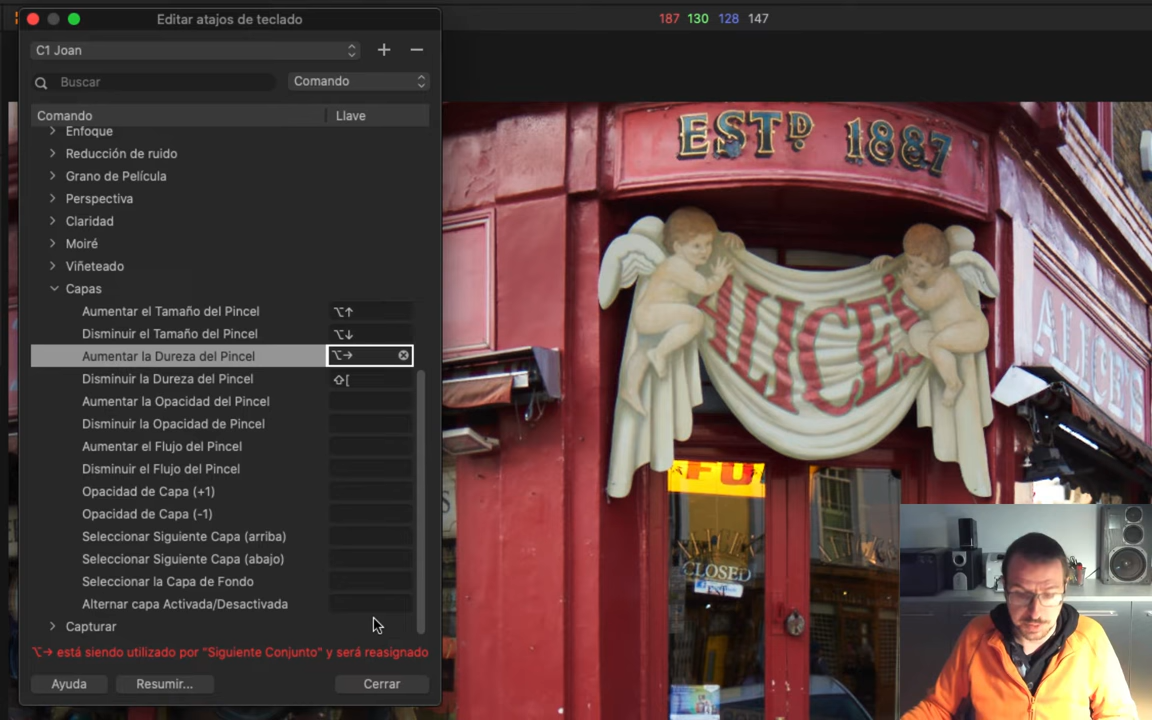 Editar atajos de teclado
187 130 128 147
C1 Joan
Buscar
Comando
Comando Llave
Enfoque
Reducción de ruido
Grano de Película
Perspectiva
Claridad
Moiré
Viñeteado
Capas
Aumentar el Tamaño del Pincel ⌥↑
Disminuir el Tamaño del Pincel ⌥↓
Aumentar la Dureza del Pincel ⌥→
Disminuir la Dureza del Pincel ⇧[
Aumentar la Opacidad del Pincel
Disminuir la Opacidad de Pincel
Aumentar el Flujo del Pincel
Disminuir el Flujo del Pincel
Opacidad de Capa (+1)
Opacidad de Capa (-1)
Seleccionar Siguiente Capa (arriba)
Seleccionar Siguiente Capa (abajo)
Seleccionar la Capa de Fondo
Alternar capa Activada/Desactivada
Capturar
⌥→ está siendo utilizado por "Siguiente Conjunto" y será reasignado
Ayuda
Resumir...
Cerrar
ESTD 1887
ALICE'S
ALICE'S
FU
CLOSED